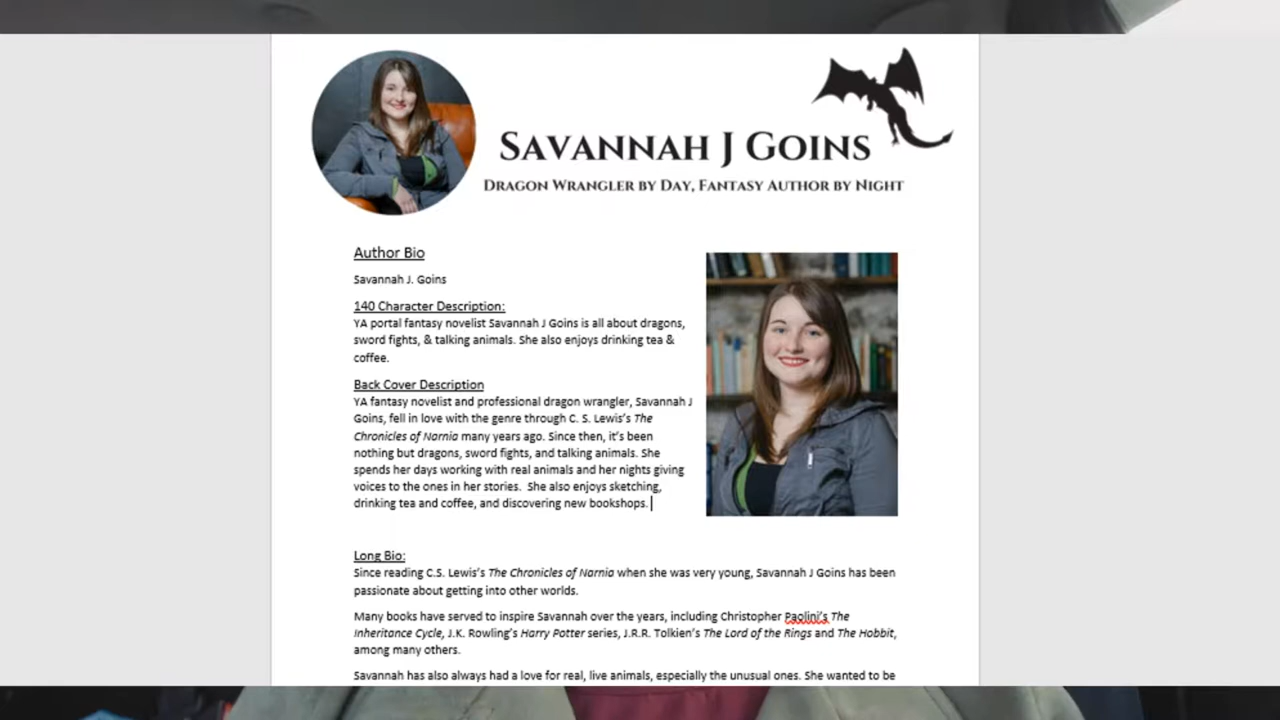 SAVANNAH J GOINS
DRAGON WRANGLER BY DAY, FANTASY AUTHOR BY NIGHT
Author Bio
Savannah J. Goins
140 Character Description:
YA portal fantasy novelist Savannah J Goins is all about dragons,
sword fights, & talking animals. She also enjoys drinking tea &
coffee.
Back Cover Description
YA fantasy novelist and professional dragon wrangler, Savannah J
Goins, fell in love with the genre through C. S. Lewis's The
Chronicles of Narnia many years ago. Since then, it's been
nothing but dragons, sword fights, and talking animals. She
spends her days working with real animals and her nights giving
voices to the ones in her stories.  She also enjoys sketching,
drinking tea and coffee, and discovering new bookshops.
Long Bio:
Since reading C.S. Lewis's The Chronicles of Narnia when she was very young, Savannah J Goins has been
passionate about getting into other worlds.
Many books have served to inspire Savannah over the years, including Christopher Paolini's The
Inheritance Cycle, J.K. Rowling's Harry Potter series, J.R.R. Tolkien's The Lord of the Rings and The Hobbit,
among many others.
Savannah has also always had a love for real, live animals, especially the unusual ones. She wanted to be